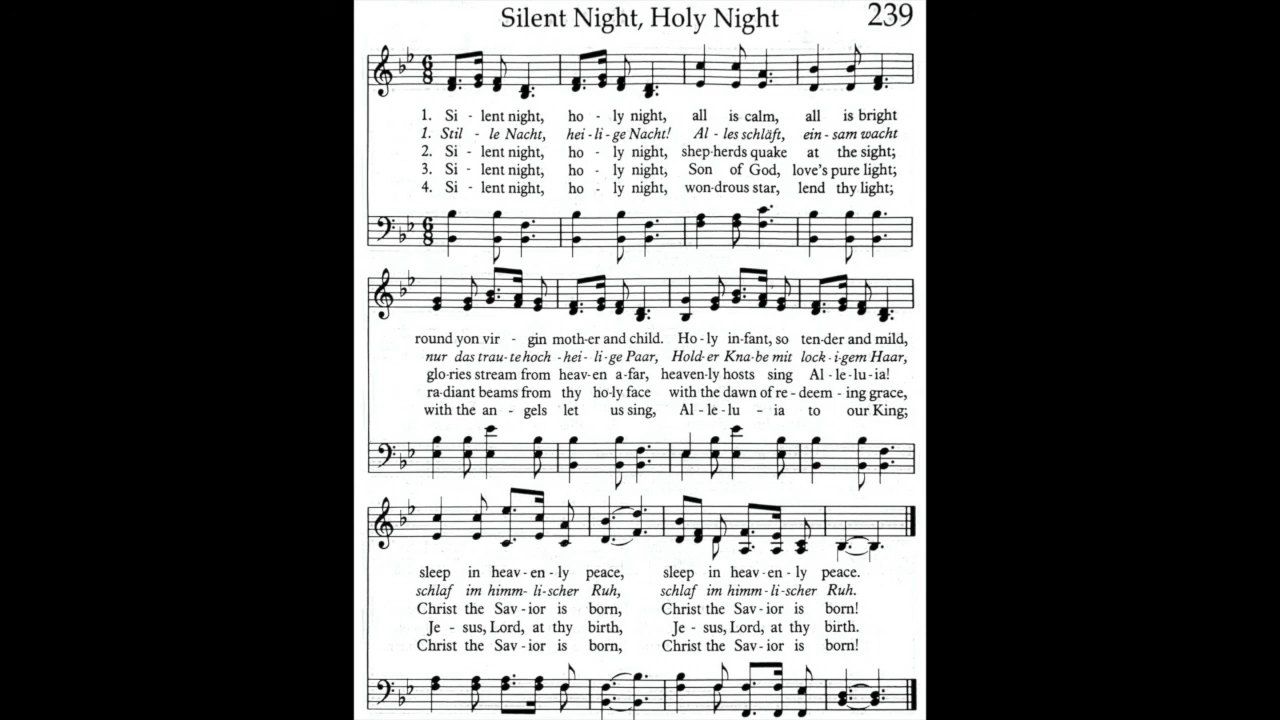 Silent Night, Holy Night 239
6 8
1. Si - lent night, ho - ly night, all is calm, all is bright
1. Stil - le Nacht, hei - li - ge Nacht! Al - les schläft, ein - sam wacht
2. Si - lent night, ho - ly night, shep-herds quake at the sight;
3. Si - lent night, ho - ly night, Son of God, love's pure light;
4. Si - lent night, ho - ly night, won-drous star, lend thy light;
6 8
round yon vir - gin moth-er and child. Ho - ly in-fant, so ten-der and mild,
nur das trau-te hoch - hei - li - ge Paar, Hold-er Kna-be mit lock - i-gem Haar,
glo-ries stream from heav-en a-far, heaven-ly hosts sing Al - le - lu - ia!
ra-diant beams from thy ho-ly face with the dawn of re - deem - ing grace,
with the an - gels let us sing, Al - le - lu - ia to our King;
sleep in heav - en - ly peace, sleep in heav - en - ly peace.
schlaf im himm - li - scher Ruh, schlaf im himm - li - scher Ruh.
Christ the Sav - ior is born, Christ the Sav - ior is born!
Je - sus, Lord, at thy birth, Je - sus, Lord, at thy birth.
Christ the Sav - ior is born, Christ the Sav - ior is born!